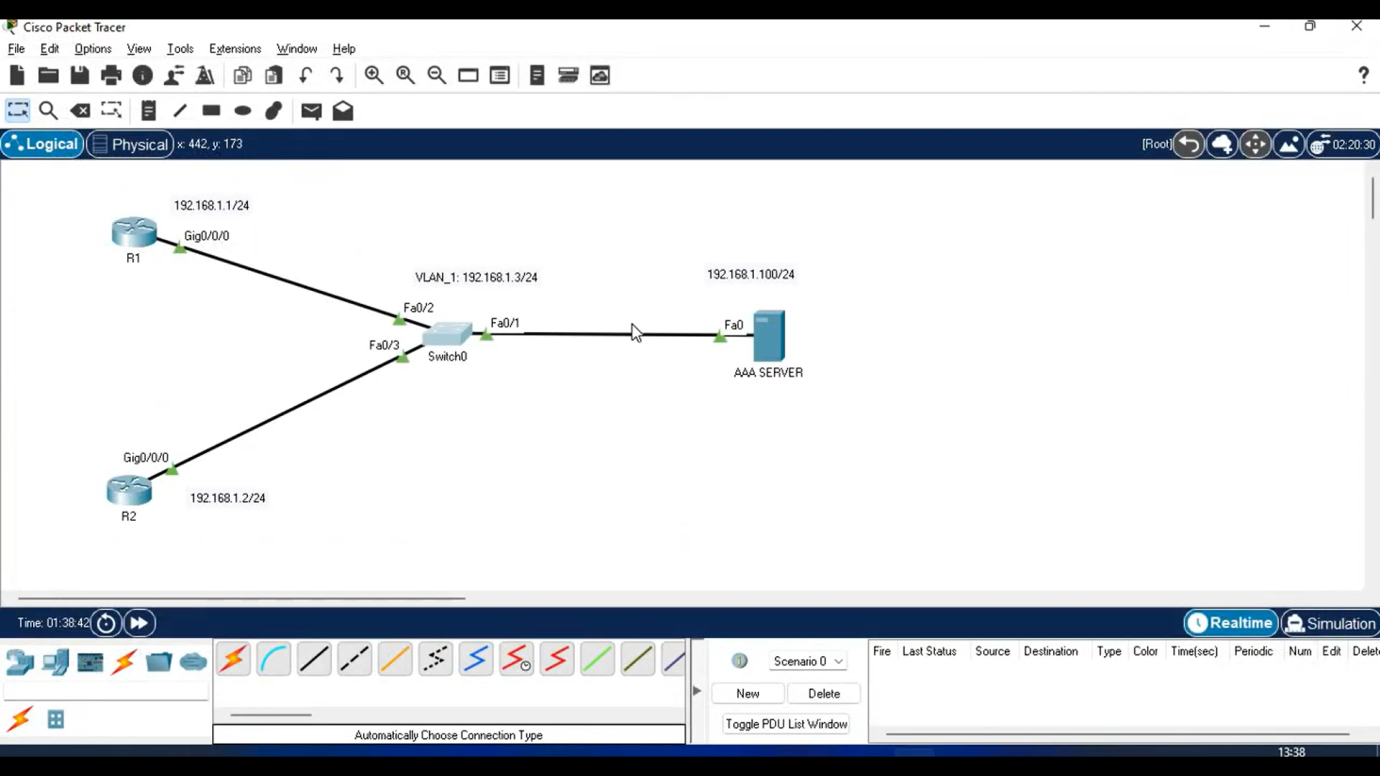 Cisco Packet Tracer
File Edit Options View Tools Extensions Window Help
?
Logical Physical x: 442, y: 173 [Root] 02:20:30
192.168.1.1/24
Gig0/0/0
R1
VLAN_1: 192.168.1.3/24
192.168.1.100/24
Fa0/2
Fa0/1
Fa0
Fa0/3
Switch0
AAA SERVER
Gig0/0/0
192.168.1.2/24
R2
Time: 01:38:42 Realtime Simulation
Scenario 0
Fire Last Status Source Destination Type Color Time(sec) Periodic Num Edit Delete
New Delete
Toggle PDU List Window
Automatically Choose Connection Type
13:38